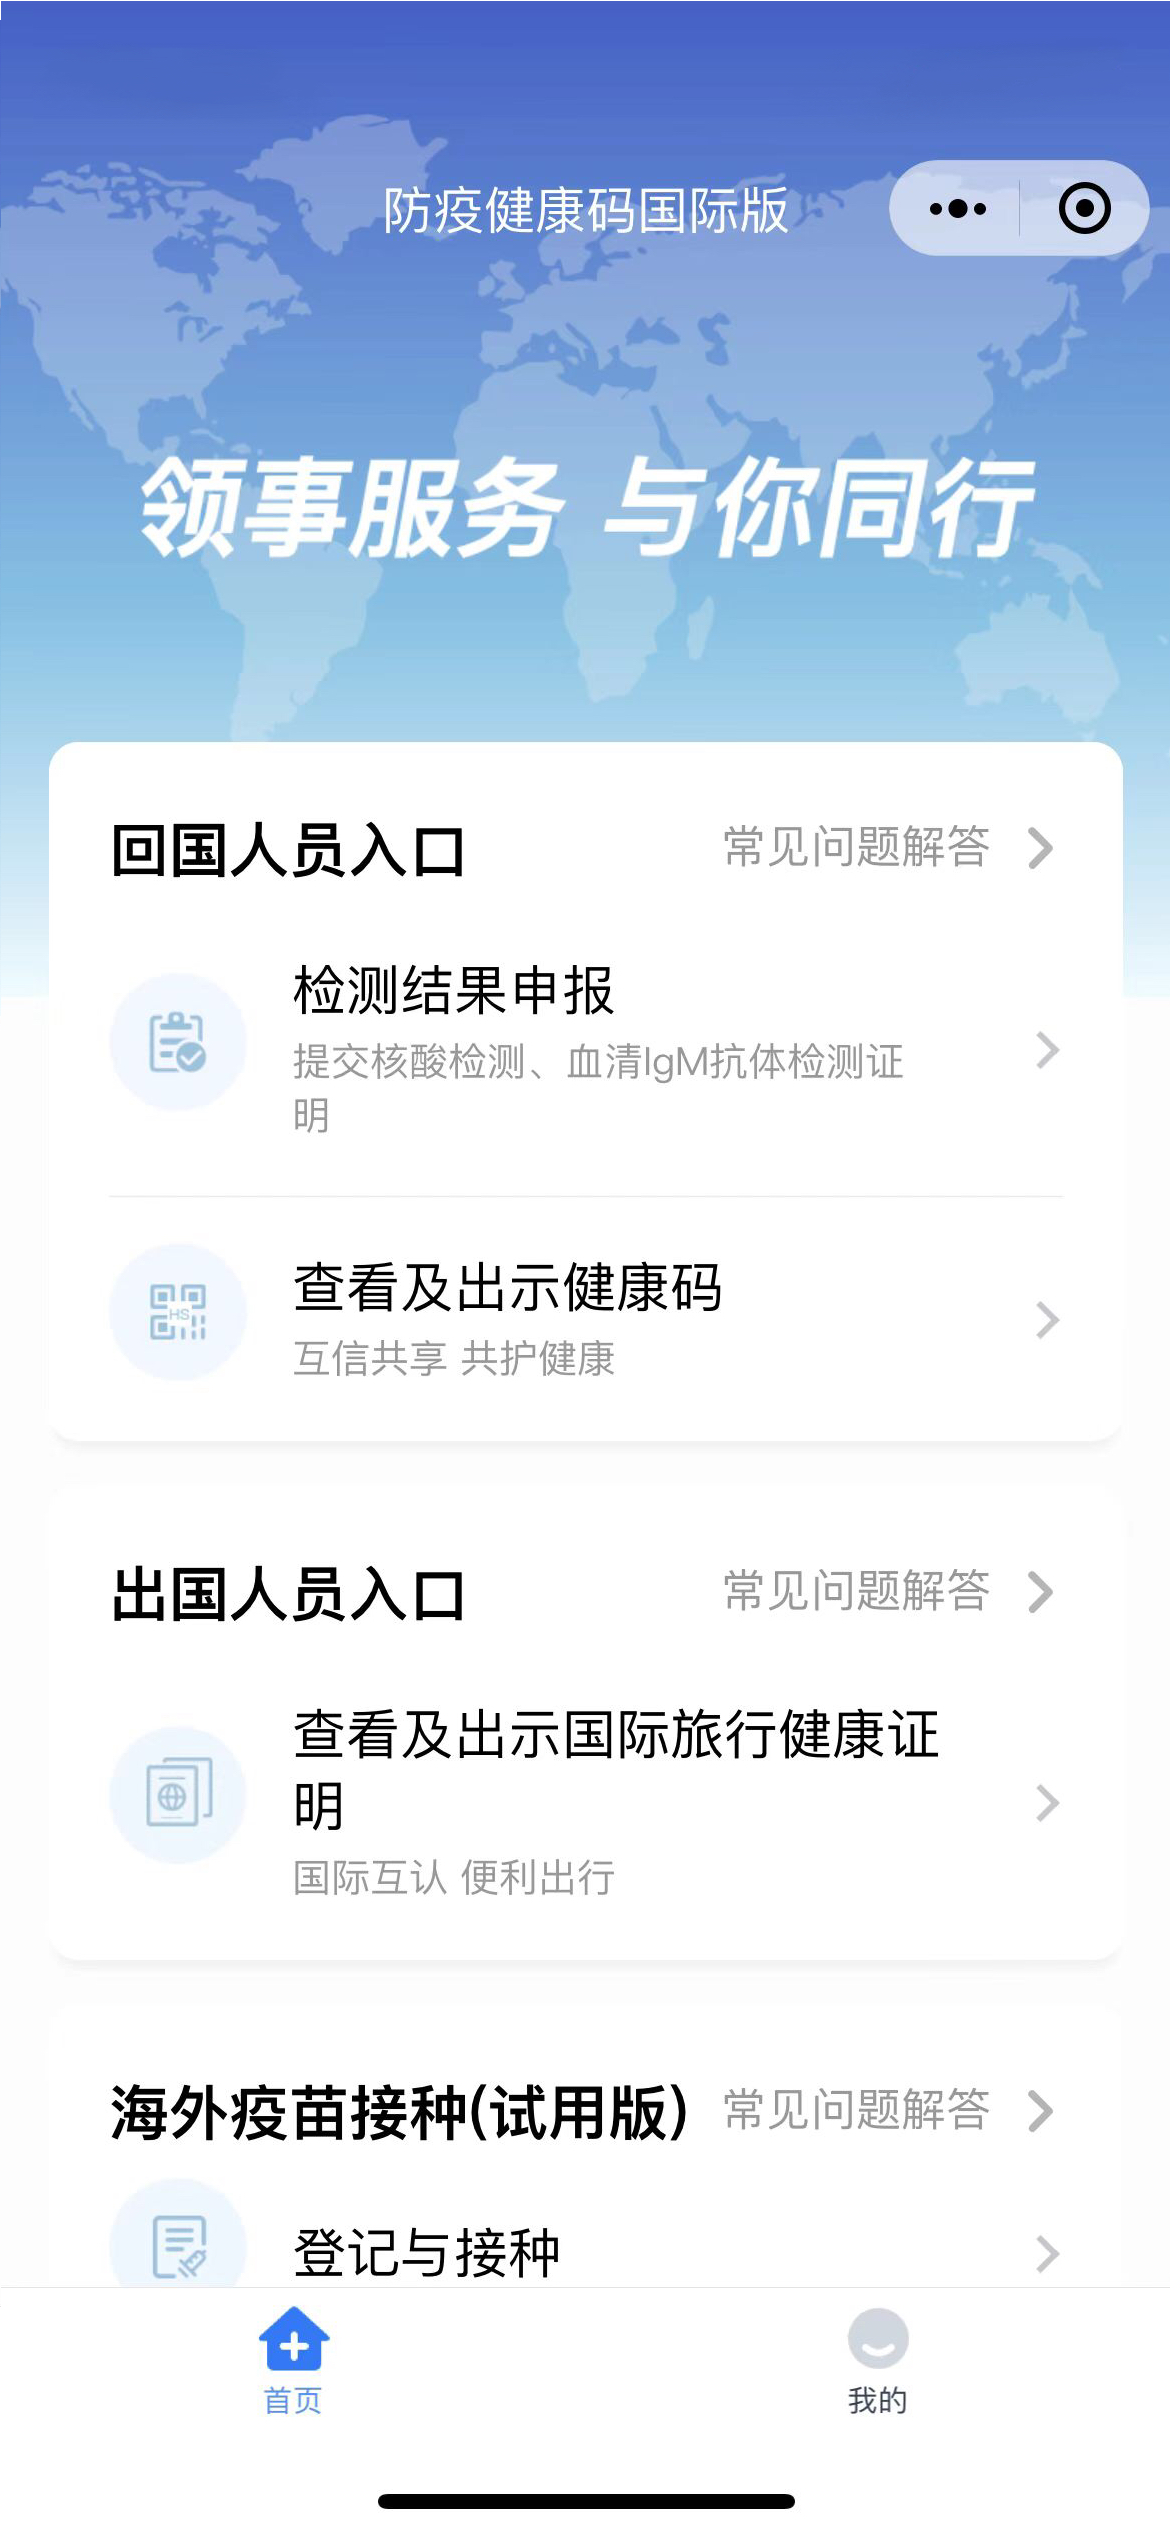 防疫健康码国际版
领事服务 与你同行
回国人员入口
常见问题解答
检测结果申报
提交核酸检测、血清IgM抗体检测证
明
HS
查看及出示健康码
互信共享 共护健康
出国人员入口
常见问题解答
查看及出示国际旅行健康证
明
国际互认 便利出行
海外疫苗接种(试用版)
常见问题解答
登记与接种
首页
我的